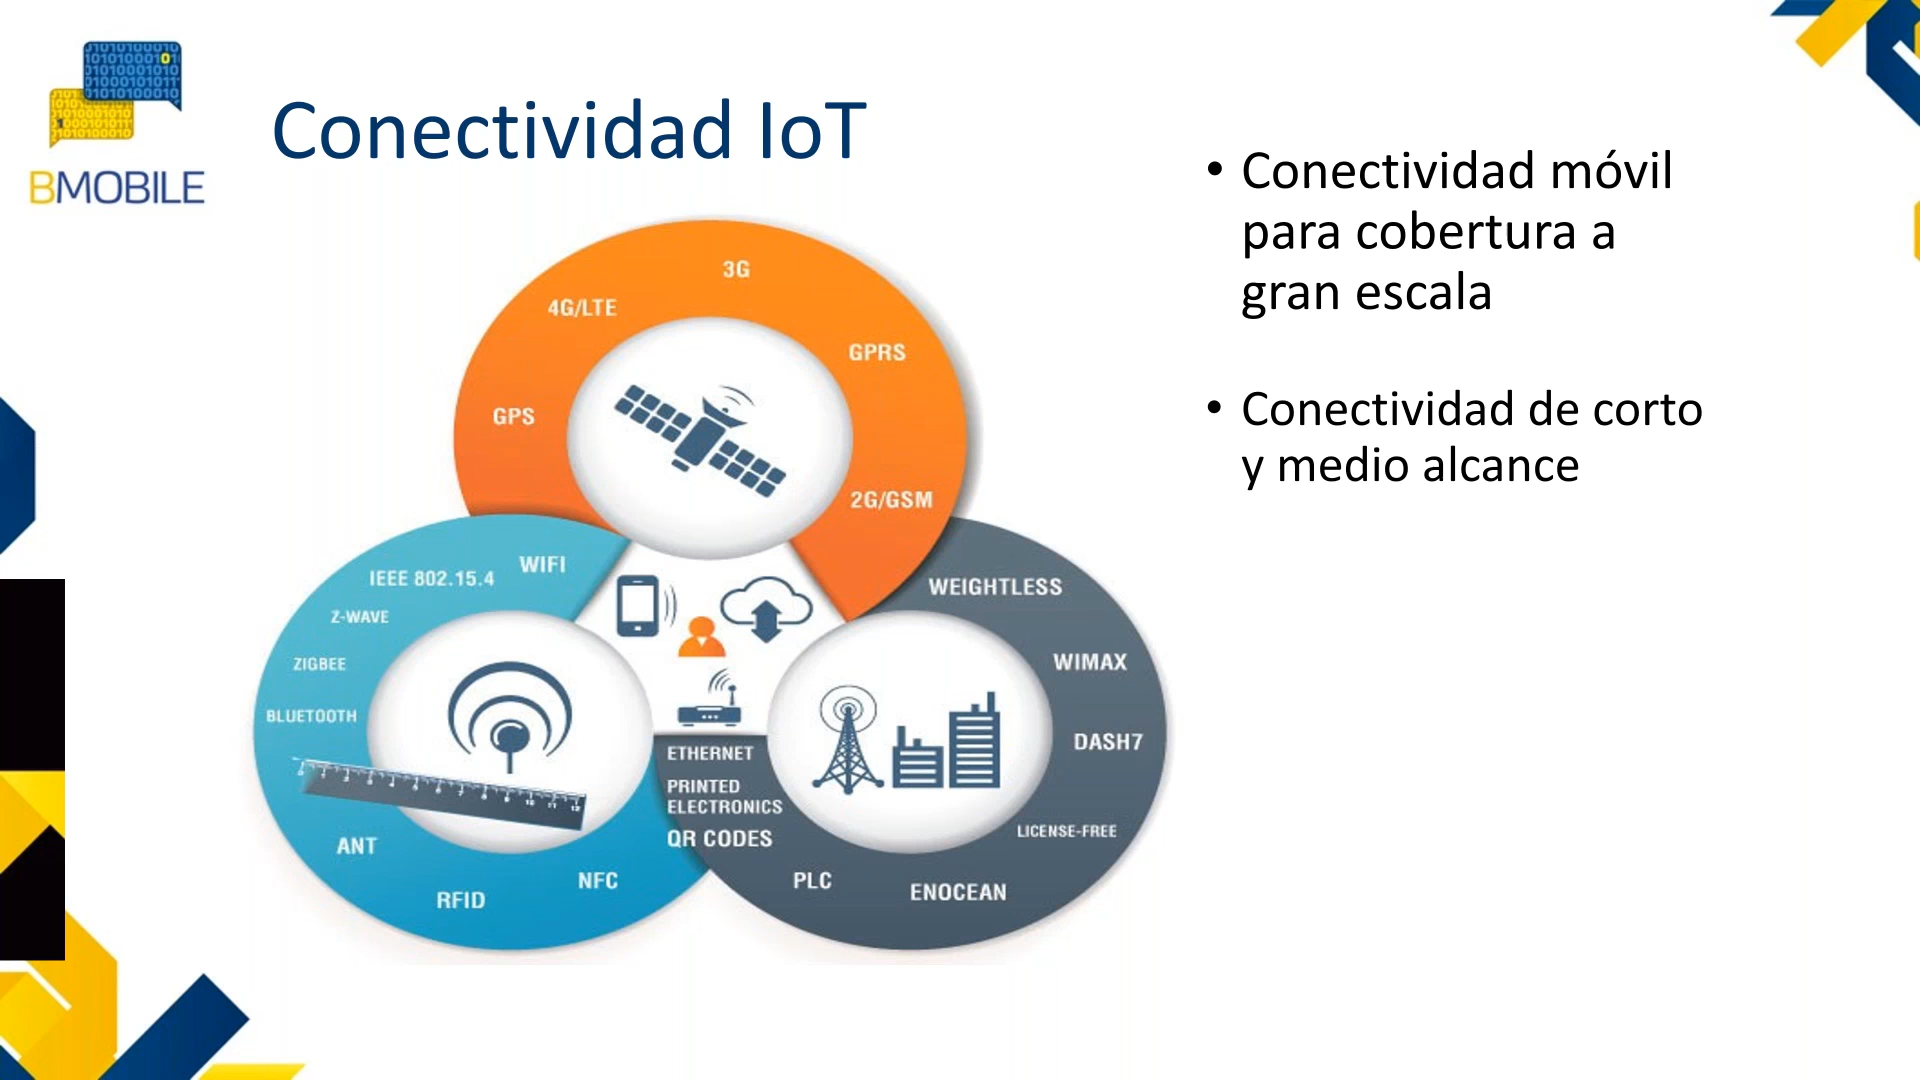 BMOBILE
Conectividad IoT
• Conectividad móvil
para cobertura a
gran escala
• Conectividad de corto
y medio alcance
3G
4G/LTE
GPRS
GPS
2G/GSM
WIFI
IEEE 802.15.4
Z-WAVE
ZIGBEE
BLUETOOTH
ANT
RFID
NFC
WEIGHTLESS
WIMAX
DASH7
LICENSE-FREE
ENOCEAN
PLC
ETHERNET
PRINTED
ELECTRONICS
QR CODES